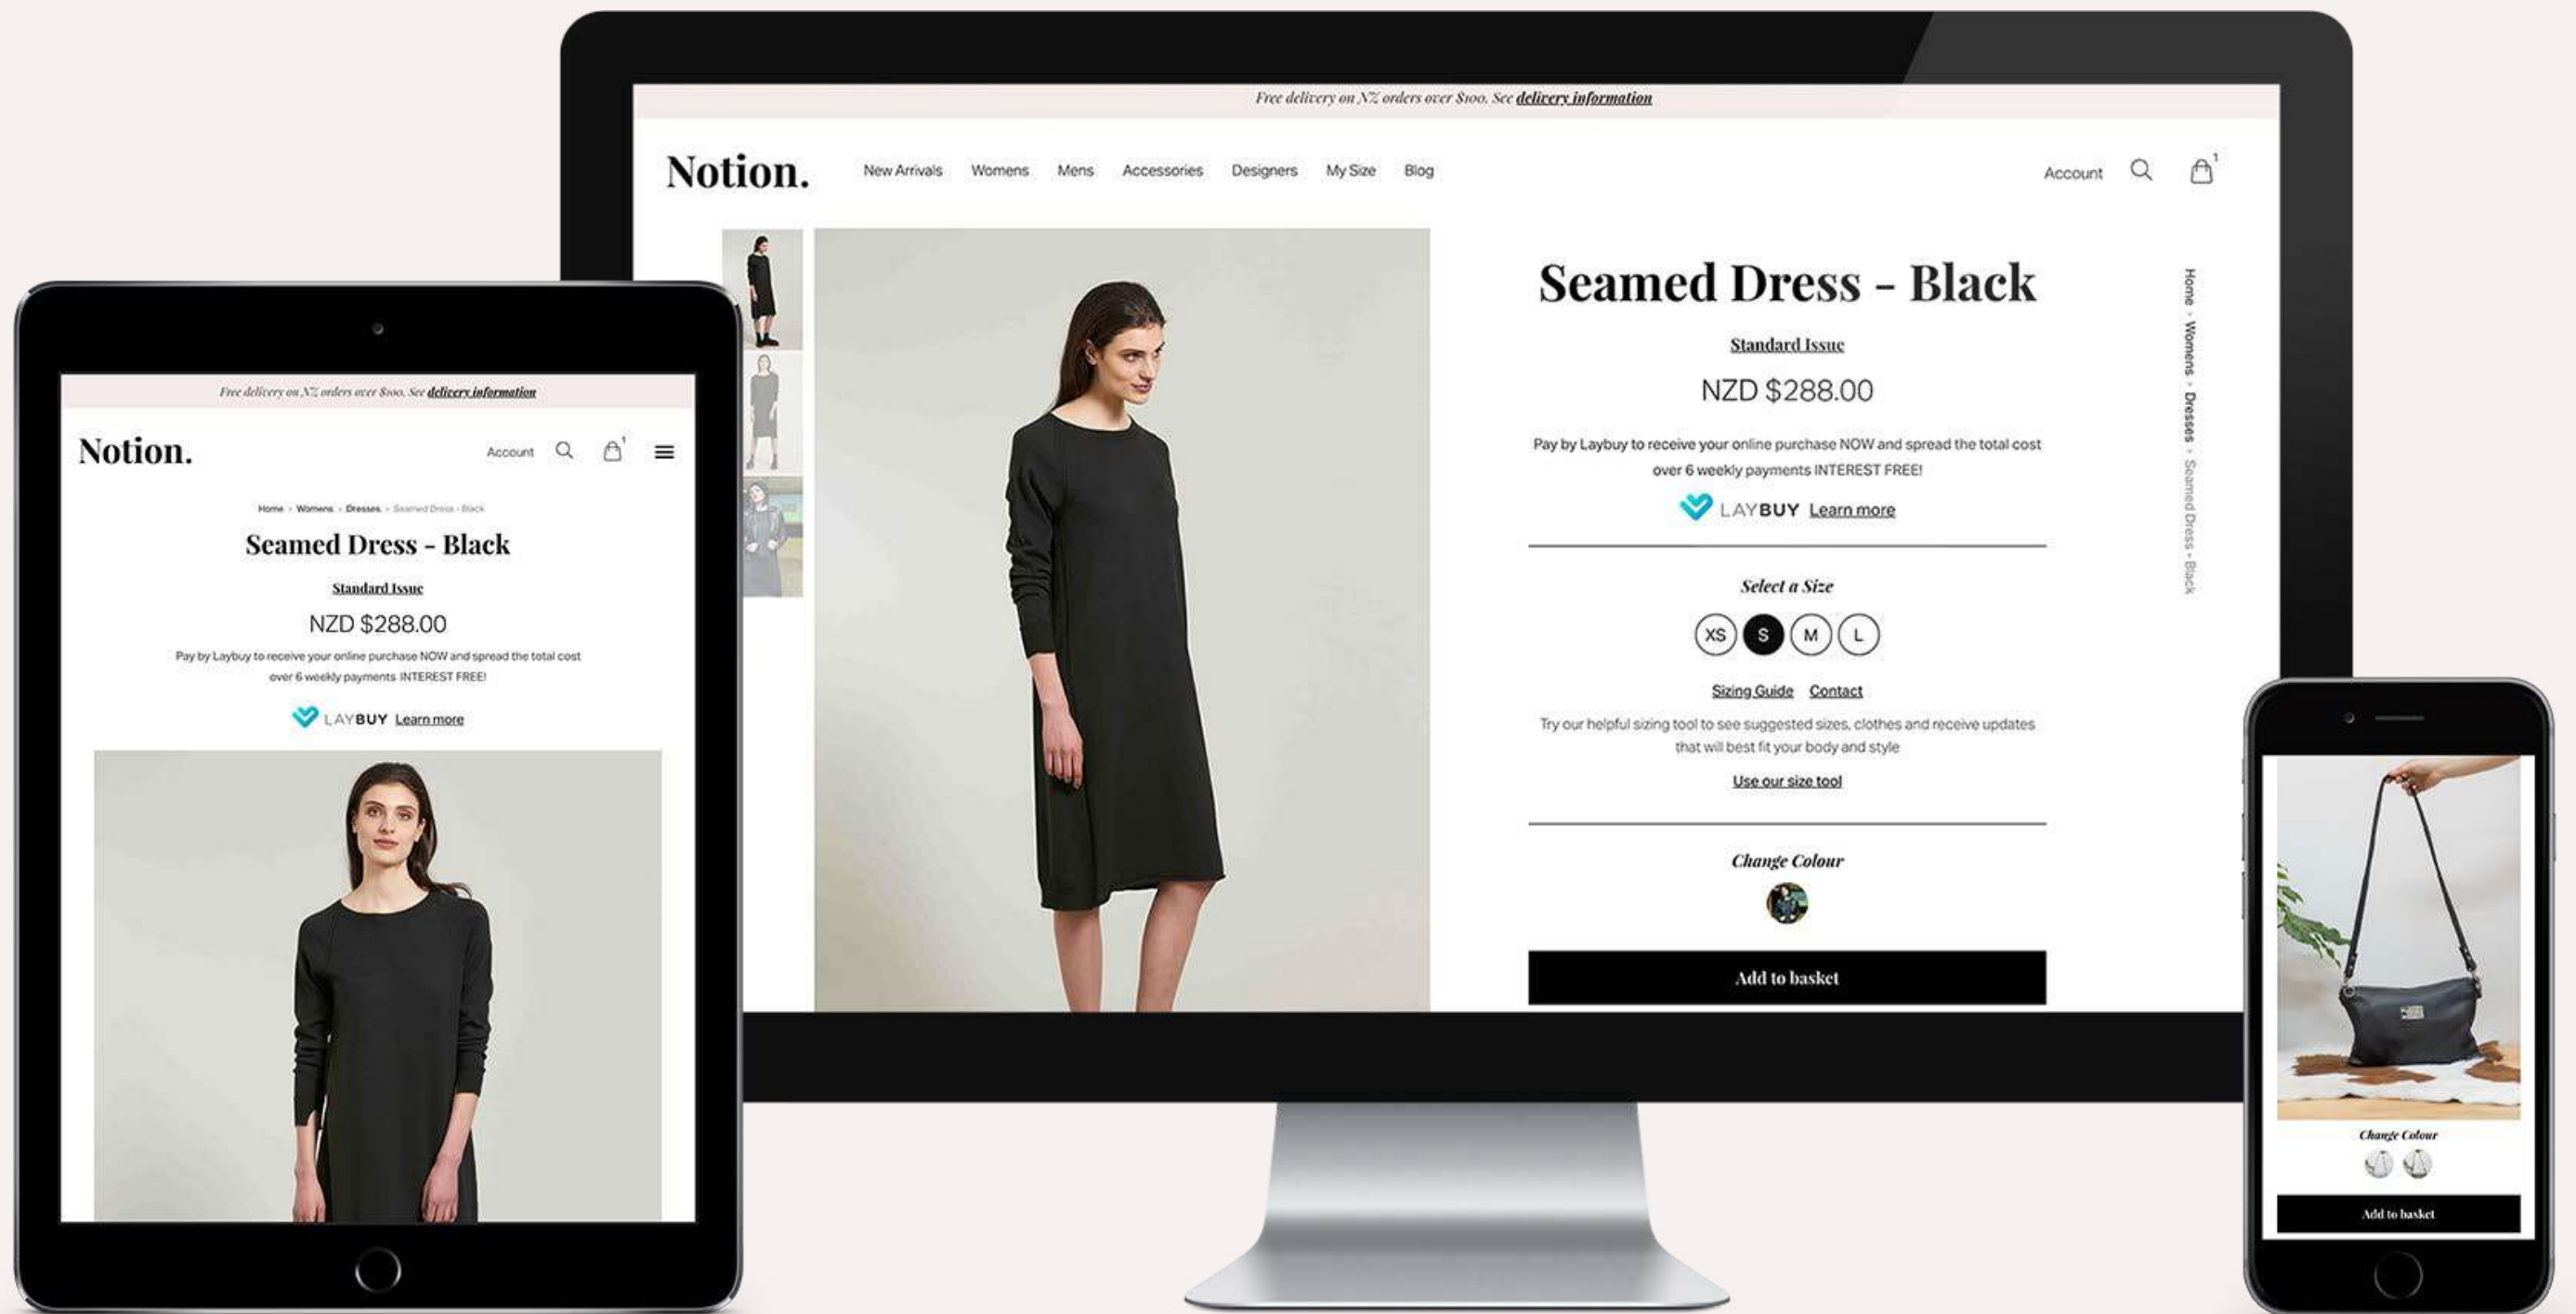 Free delivery on NZ orders over $100. See delivery information
Notion.
New Arrivals Womens Mens Accessories Designers My Size Blog
Account 1
Seamed Dress - Black
Standard Issue
NZD $288.00
Pay by Laybuy to receive your online purchase NOW and spread the total cost
over 6 weekly payments INTEREST FREE!
LAYBUY Learn more
Select a Size
XS S M L
Sizing Guide Contact
Try our helpful sizing tool to see suggested sizes, clothes and receive updates
that will best fit your body and style
Use our size tool
Change Colour
Add to basket
Home > Womens > Dresses > Seamed Dress - Black
Free delivery on NZ orders over $100. See delivery information
Notion.
Account 1
Home > Womens > Dresses > Seamed Dress - Black
Seamed Dress - Black
Standard Issue
NZD $288.00
Pay by Laybuy to receive your online purchase NOW and spread the total cost
over 6 weekly payments INTEREST FREE!
LAYBUY Learn more
Change Colour
Add to basket